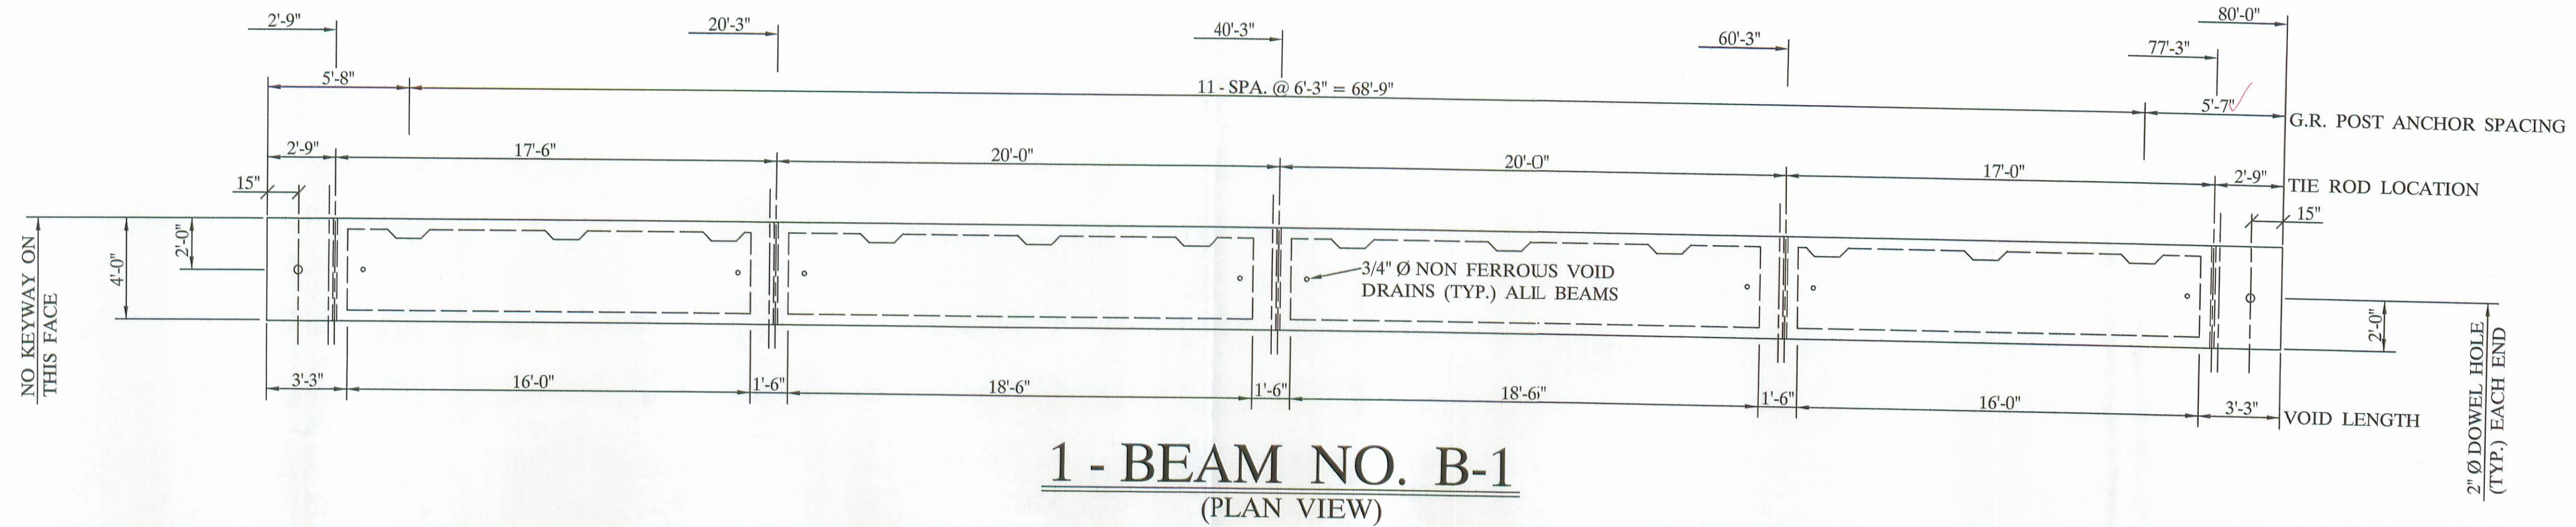 2'-9"
20'-3"
40'-3"
60'-3"
77'-3"
80'-0"
5'-8"
11 - SPA. @ 6'-3" = 68'-9"
5'-7"
G.R. POST ANCHOR SPACING
2'-9"
17'-6"
20'-0"
20'-0"
17'-0"
2'-9"
TIE ROD LOCATION
15"
15"
NO KEYWAY ON
THIS FACE
4'-0"
2'-0"
3/4" Ø NON FERROUS VOID
DRAINS (TYP.) ALL BEAMS
2'-0"
2" Ø DOWEL HOLE
(TYP.) EACH END
3'-3"
16'-0"
1'-6"
18'-6"
1'-6"
18'-6"
1'-6"
16'-0"
3'-3"
VOID LENGTH
1 - BEAM NO. B-1
(PLAN VIEW)